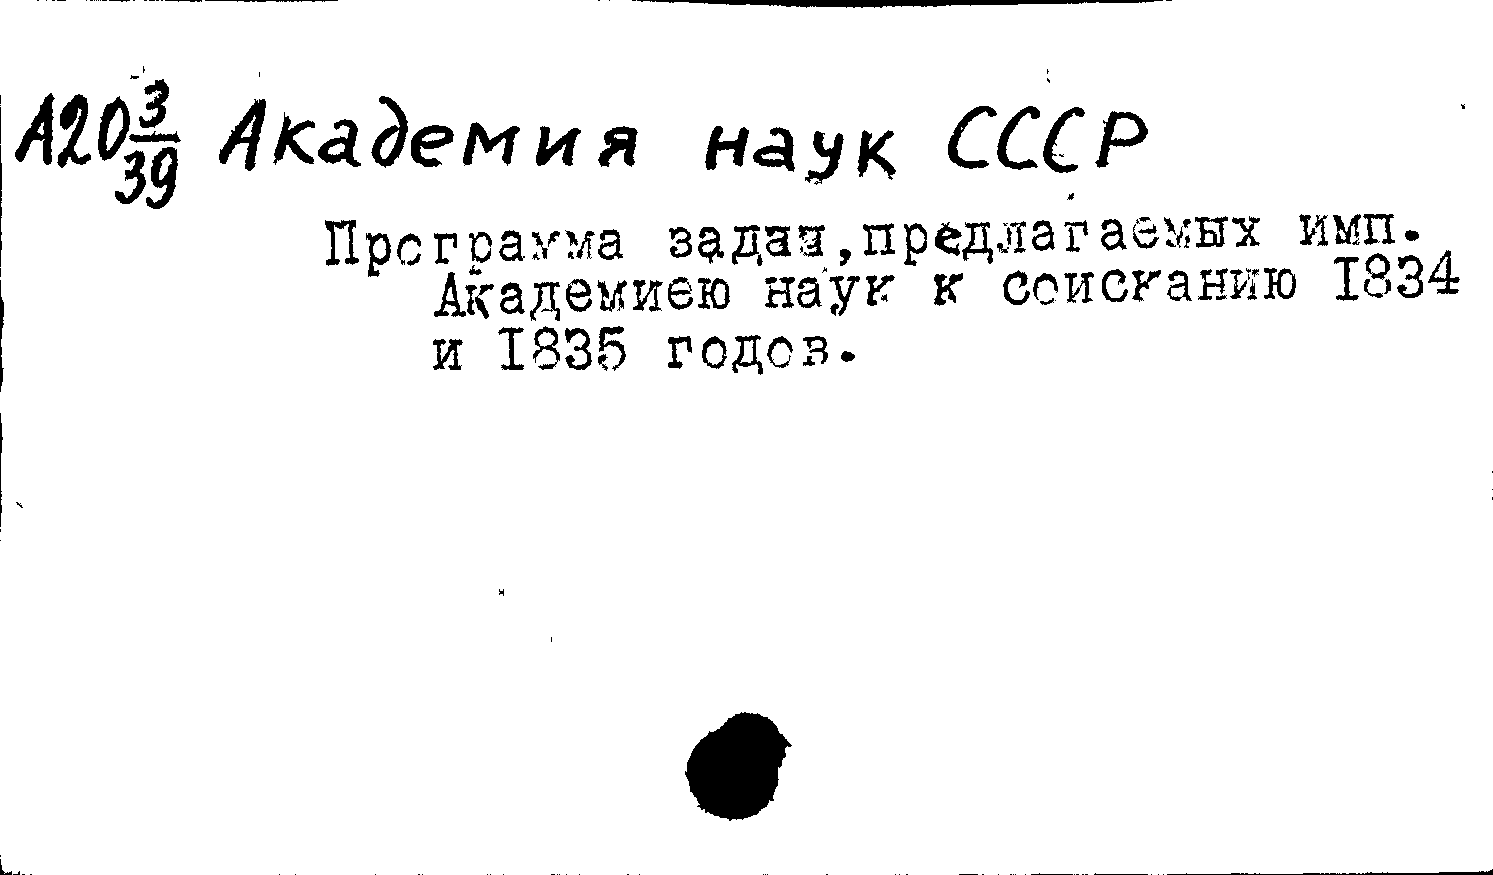 А20 3/39 Академия наук СССР
Программа задач, предлагаемых имп.
Академиею наук к соисканию 1834
и 1835 годов.